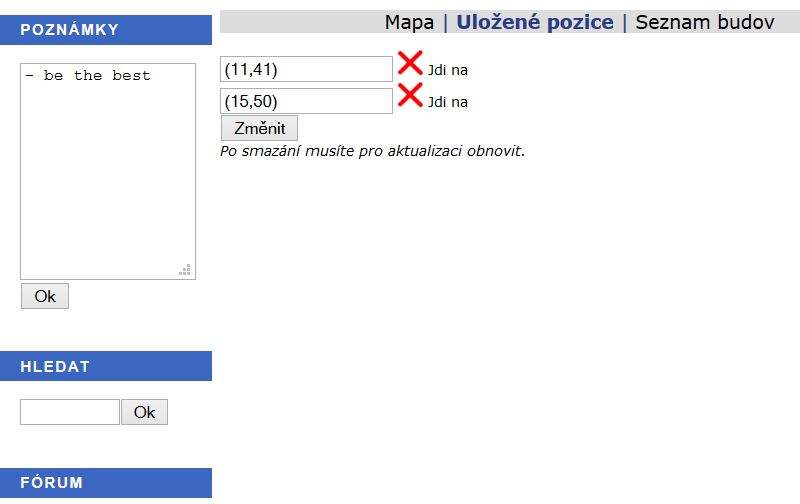 POZNÁMKY
- be the best
Ok
HLEDAT
Ok
FÓRUM
Mapa | Uložené pozice | Seznam budov
(11,41) Jdi na
(15,50) Jdi na
Změnit
Po smazání musíte pro aktualizaci obnovit.